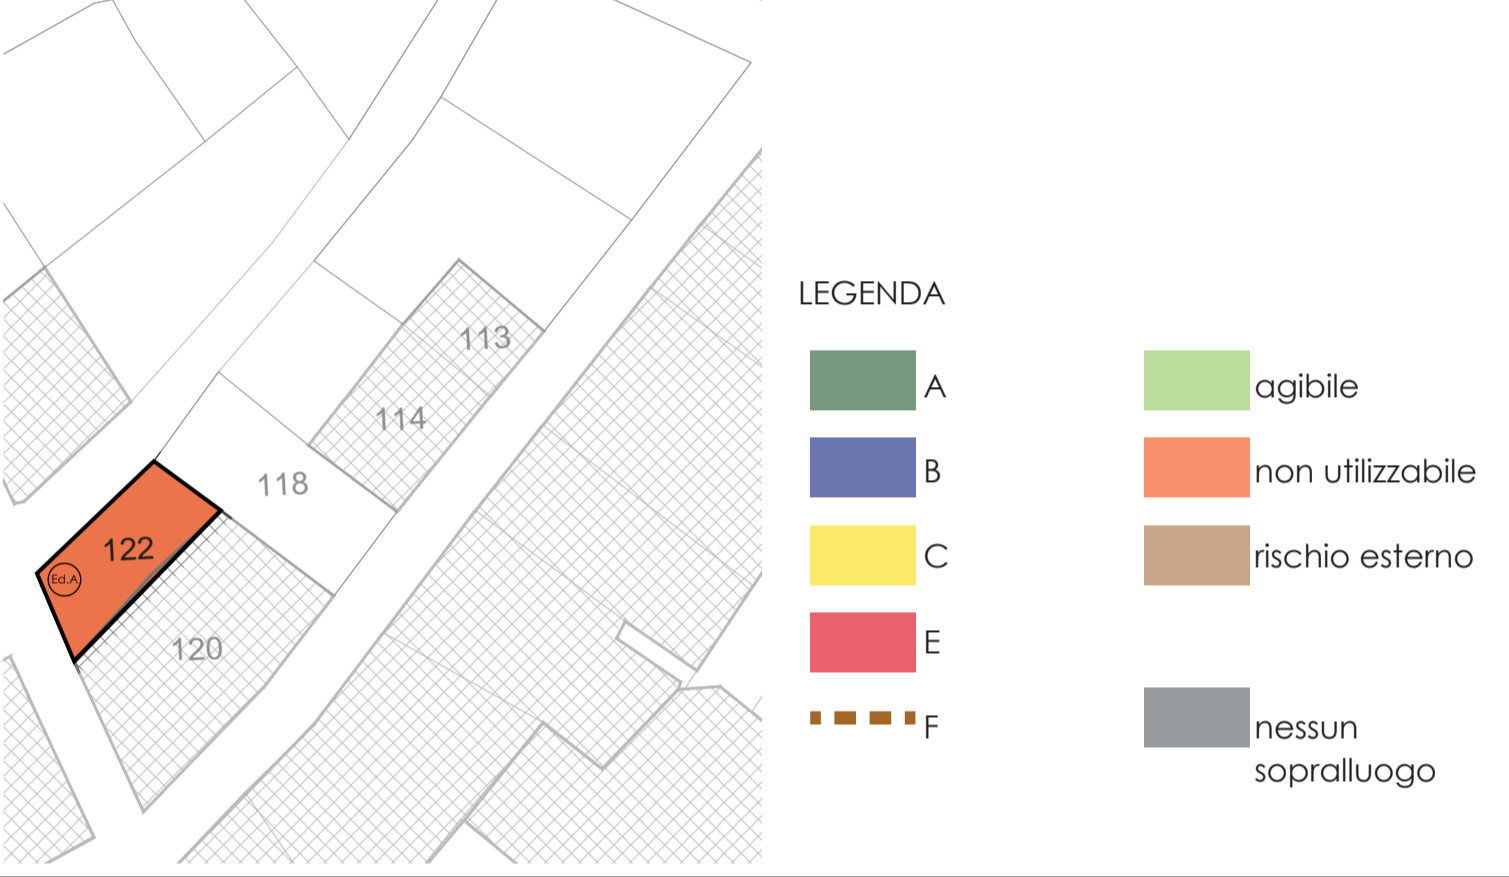 113
114
118
122
Ed.A
120
LEGENDA
A
agibile
B
non utilizzabile
C
rischio esterno
E
F
nessun
sopralluogo